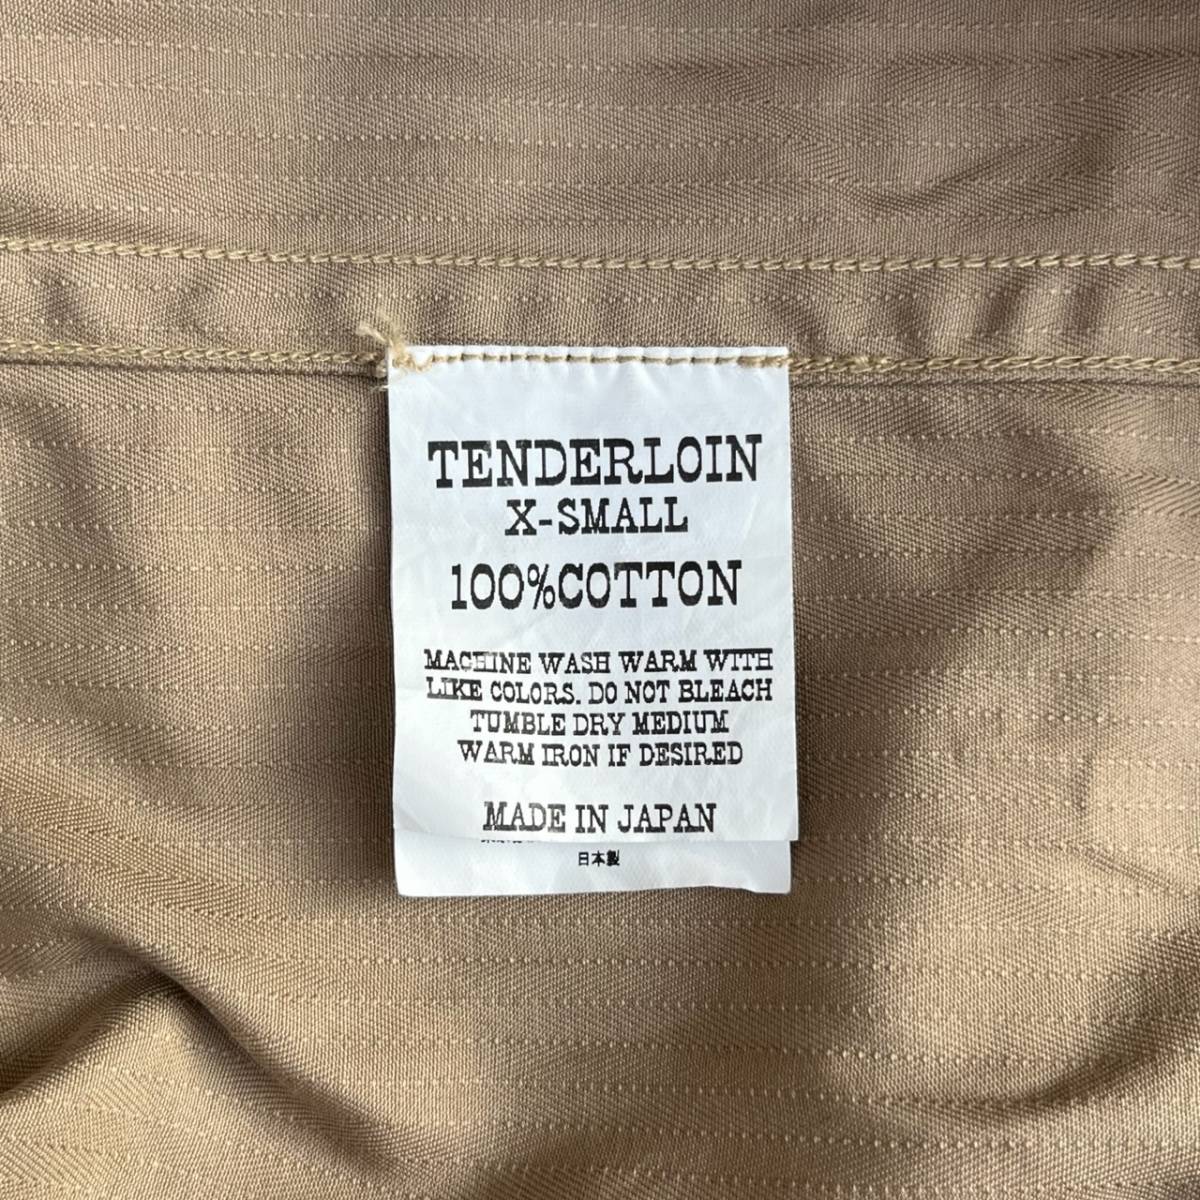 TENDERLOIN
X-SMALL
100%COTTON
MACHINE WASH WARM WITH
LIKE COLORS. DO NOT BLEACH
TUMBLE DRY MEDIUM
WARM IRON IF DESIRED
MADE IN JAPAN
日本製